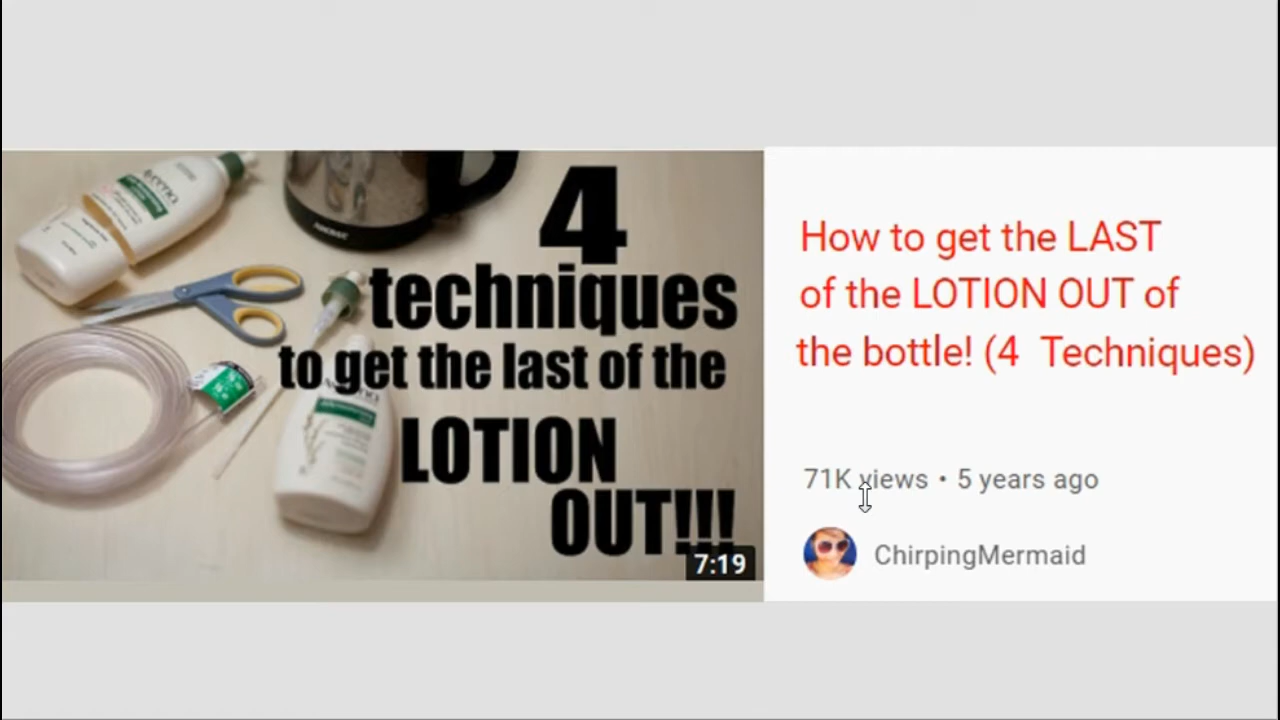 4
techniques
to get the last of the
LOTION
OUT!!!
7:19
How to get the LAST
of the LOTION OUT of
the bottle! (4 Techniques)
71K views • 5 years ago
ChirpingMermaid